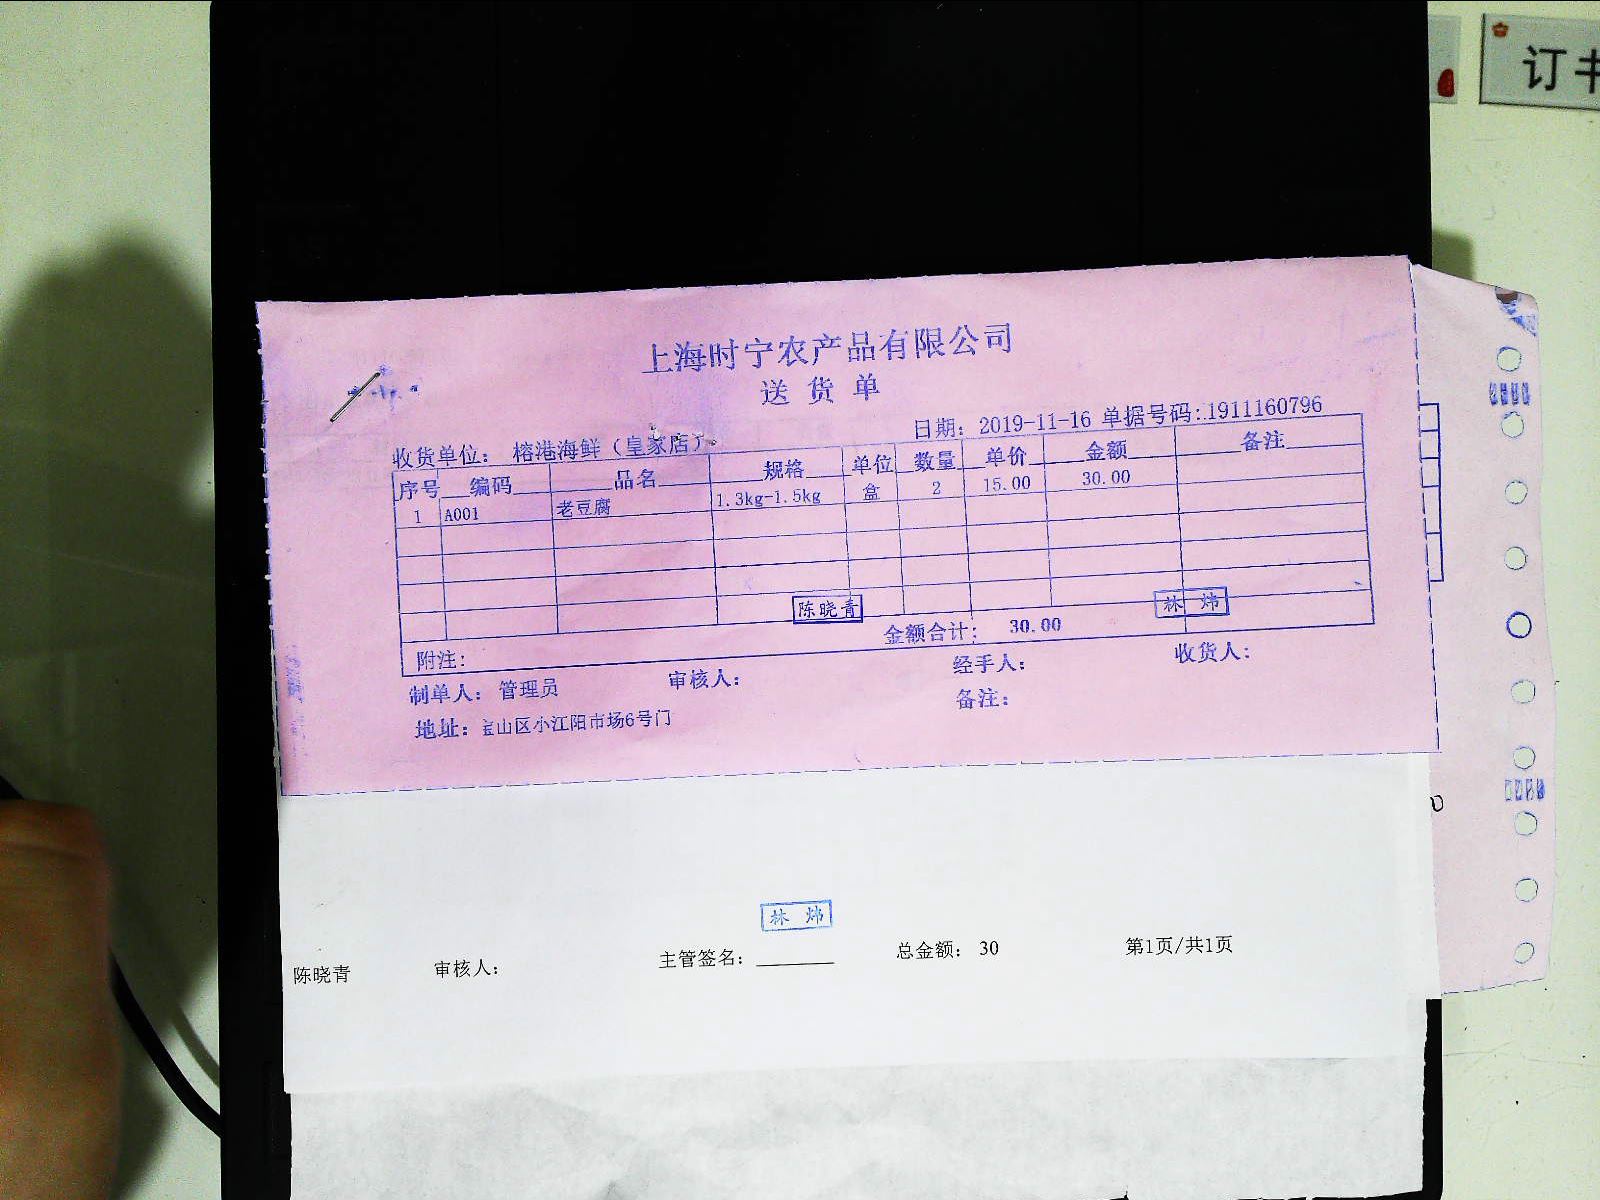 订
上海时宁农产品有限公司
送货单
日期: 2019-11-16 单据号码:1911160796
收货单位: 榕港海鲜(皇家店)
序号 编码 品名 规格 单位 数量 单价 金额 备注
1 A001 老豆腐 1.3kg-1.5kg 盒 2 15.00 30.00
陈晓青 林炜
金额合计: 30.00
附注:
制单人: 管理员 审核人: 经手人: 收货人:
地址: 宝山区小江阳市场6号门 备注:
林炜
陈晓青 审核人: 主管签名: 总金额: 30 第1页/共1页